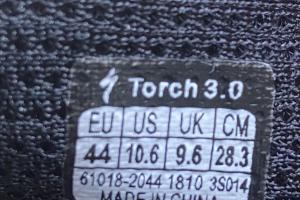 Torch 3.0
EU US UK CM
44 10.6 9.6 28.3
61018-2044 1810 3S014
MADE IN CHINA